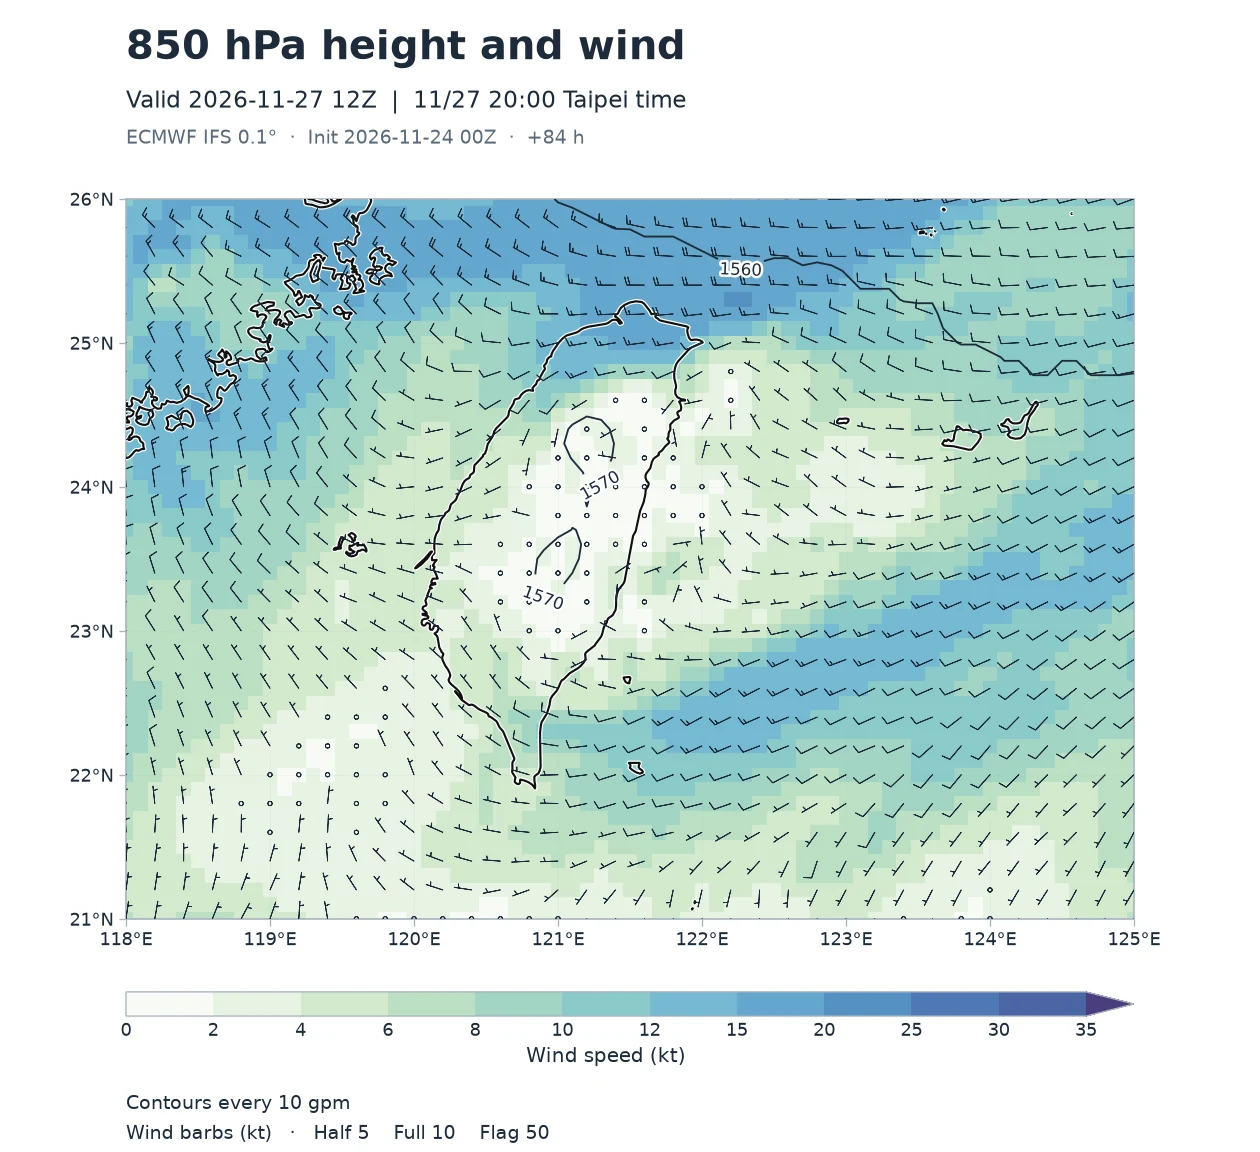 850 hPa height and wind
Valid 2026-11-27 12Z | 11/27 20:00 Taipei time
ECMWF IFS 0.1° · Init 2026-11-24 00Z · +84 h
26°N
1560
25°N
1570
24°N
1570
23°N
22°N
21°N
118°E 119°E 120°E 121°E 122°E 123°E 124°E 125°E
0 2 4 6 8 10 12 15 20 25 30 35
Wind speed (kt)
Contours every 10 gpm
Wind barbs (kt) · Half 5 Full 10 Flag 50